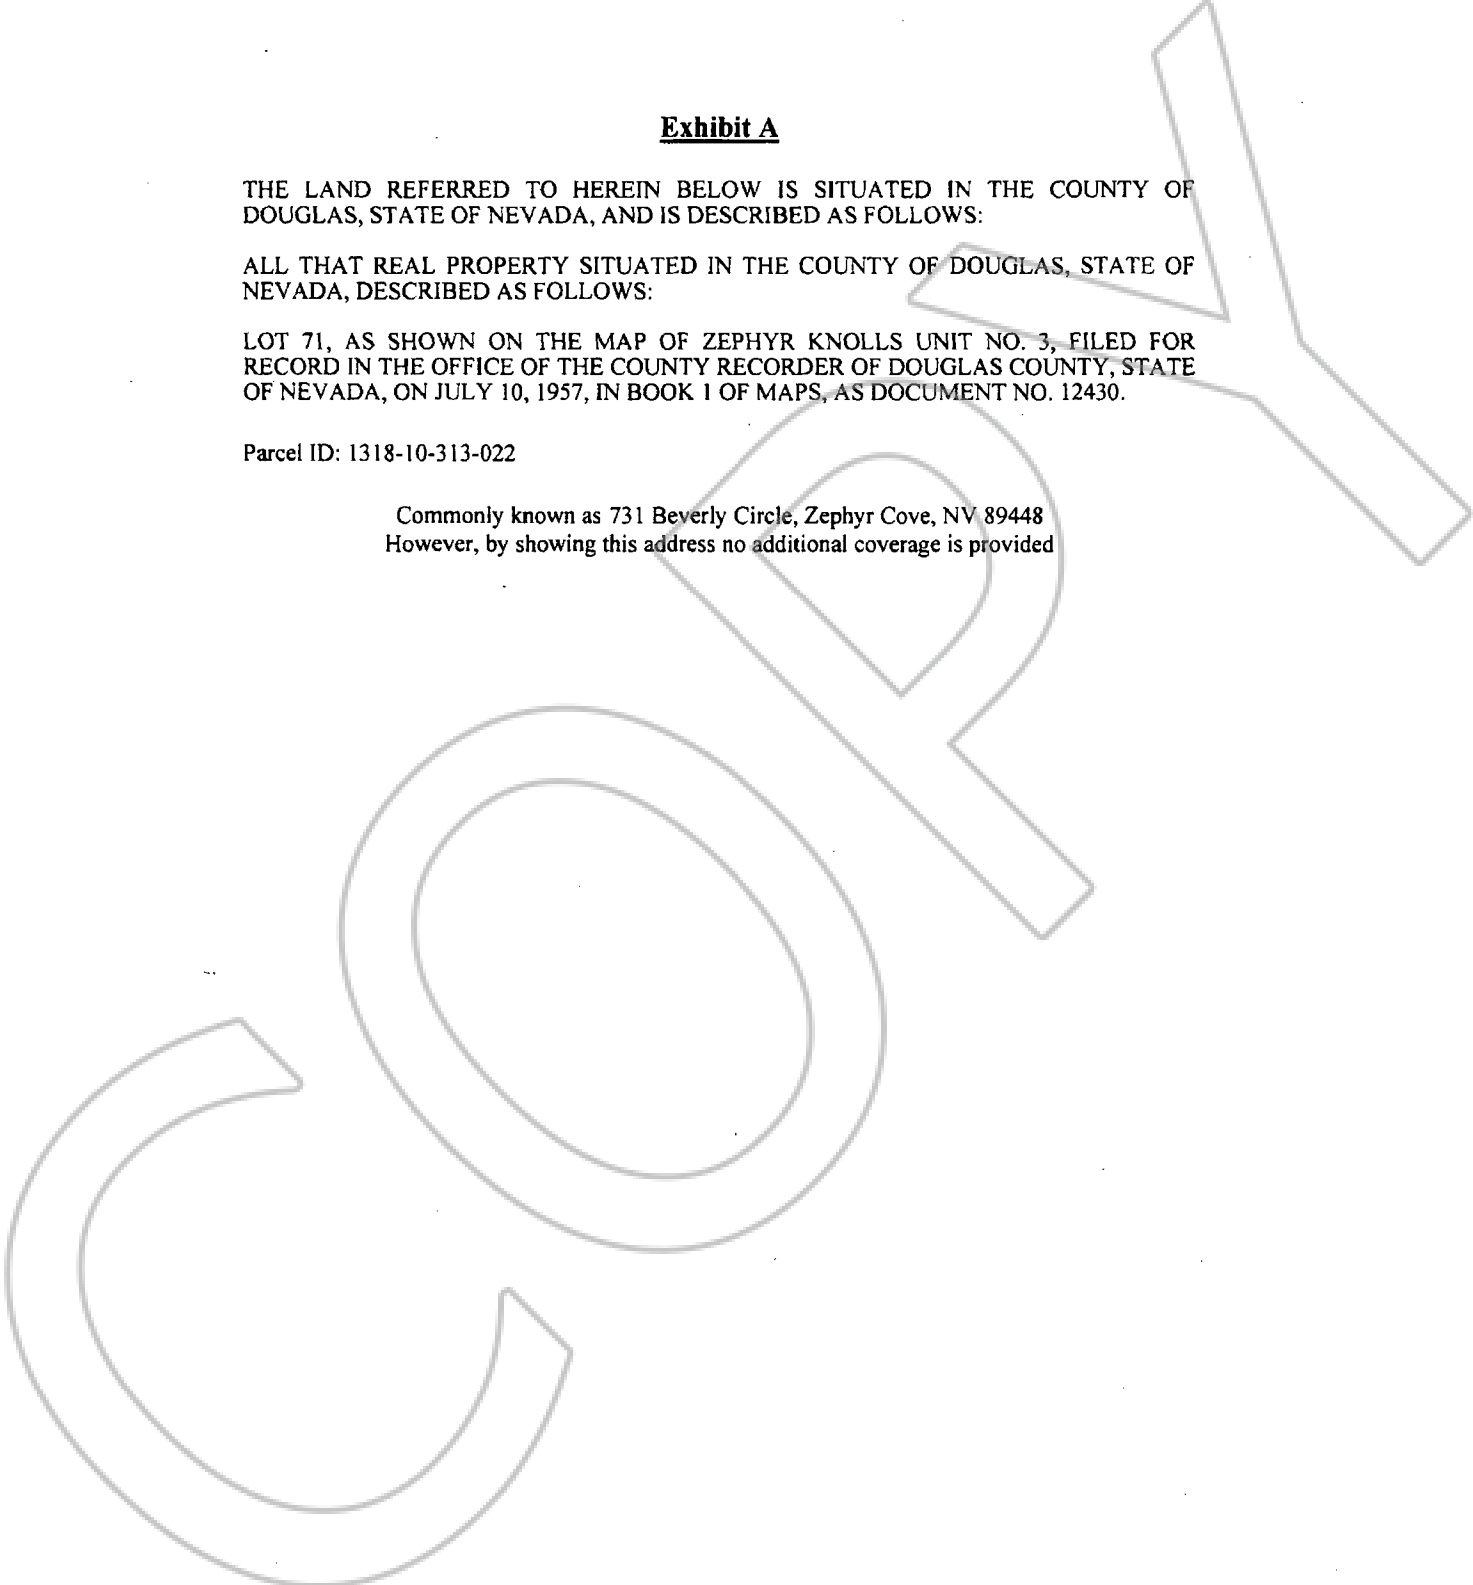 Exhibit A
THE LAND REFERRED TO HEREIN BELOW IS SITUATED IN THE COUNTY OF
DOUGLAS, STATE OF NEVADA, AND IS DESCRIBED AS FOLLOWS:
ALL THAT REAL PROPERTY SITUATED IN THE COUNTY OF DOUGLAS, STATE OF
NEVADA, DESCRIBED AS FOLLOWS:
LOT 71, AS SHOWN ON THE MAP OF ZEPHYR KNOLLS UNIT NO. 3, FILED FOR
RECORD IN THE OFFICE OF THE COUNTY RECORDER OF DOUGLAS COUNTY, STATE
OF NEVADA, ON JULY 10, 1957, IN BOOK 1 OF MAPS, AS DOCUMENT NO. 12430.
Parcel ID: 1318-10-313-022
Commonly known as 731 Beverly Circle, Zephyr Cove, NV 89448
However, by showing this address no additional coverage is provided
COPY